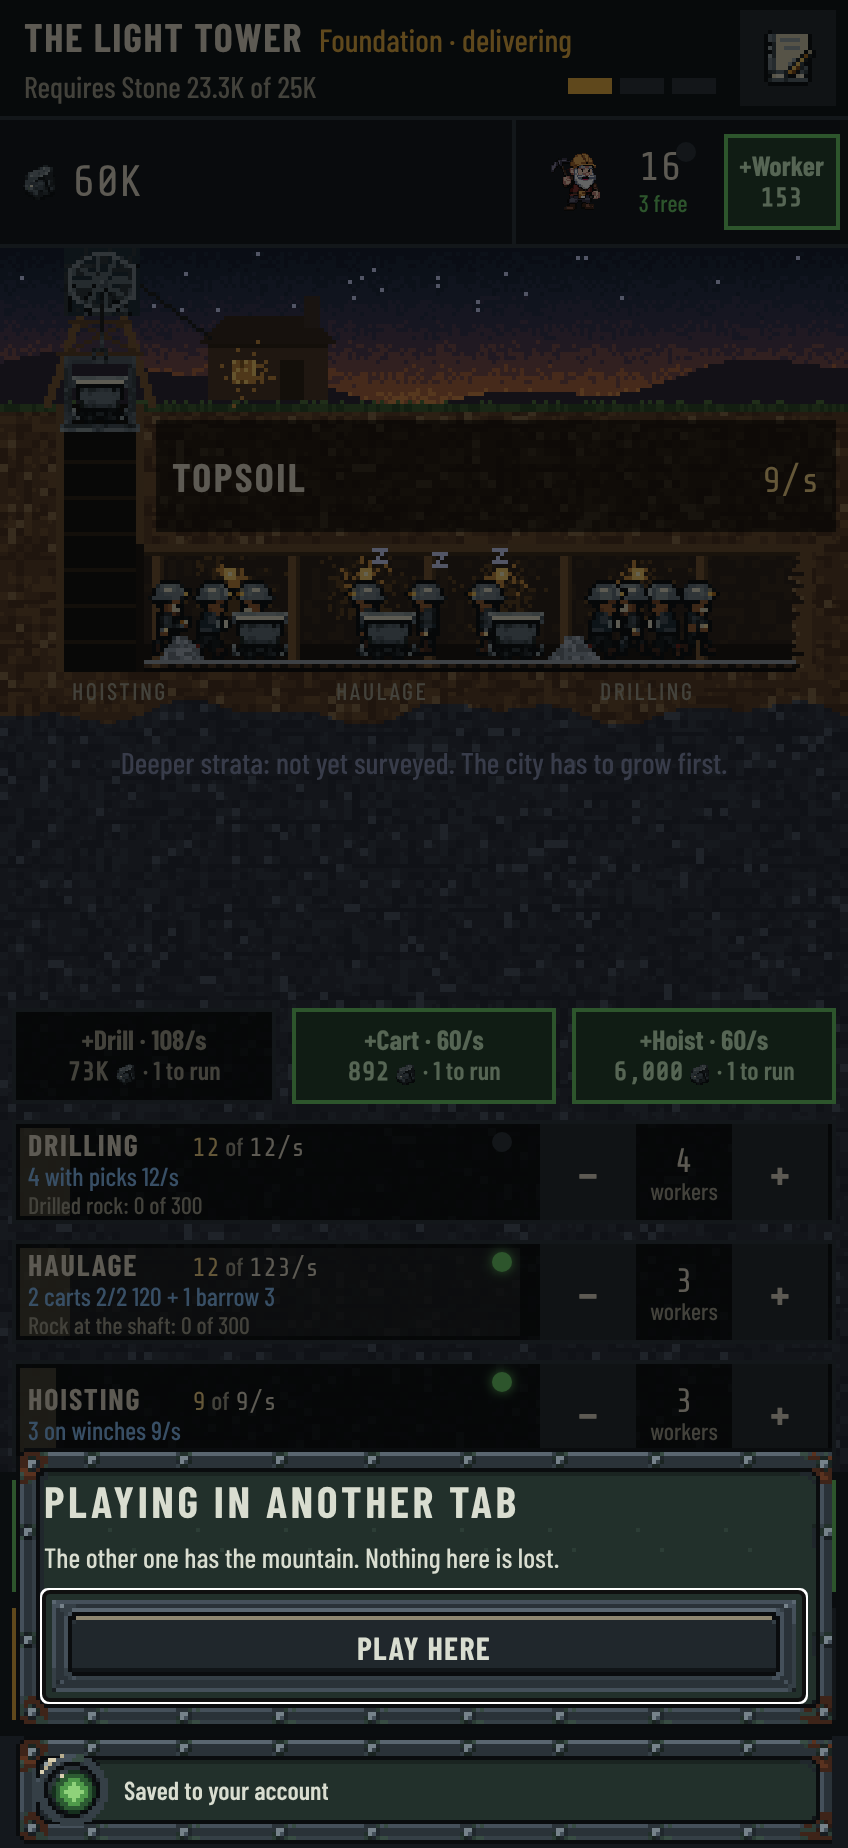 THE LIGHT TOWER Foundation · delivering
Requires Stone 23.3K of 25K
60K
16
3 free
+Worker
153
TOPSOIL 9/s
z z z
HOISTING HAULAGE DRILLING
Deeper strata: not yet surveyed. The city has to grow first.
+Drill · 108/s
73K · 1 to run
+Cart · 60/s
892 · 1 to run
+Hoist · 60/s
6,000 · 1 to run
DRILLING 12 of 12/s
4 with picks 12/s
Drilled rock: 0 of 300
− 4 +
workers
HAULAGE 12 of 123/s
2 carts 2/2 120 + 1 barrow 3
Rock at the shaft: 0 of 300
− 3 +
workers
HOISTING 9 of 9/s
3 on winches 9/s
− 3 +
workers
PLAYING IN ANOTHER TAB
The other one has the mountain. Nothing here is lost.
PLAY HERE
Saved to your account